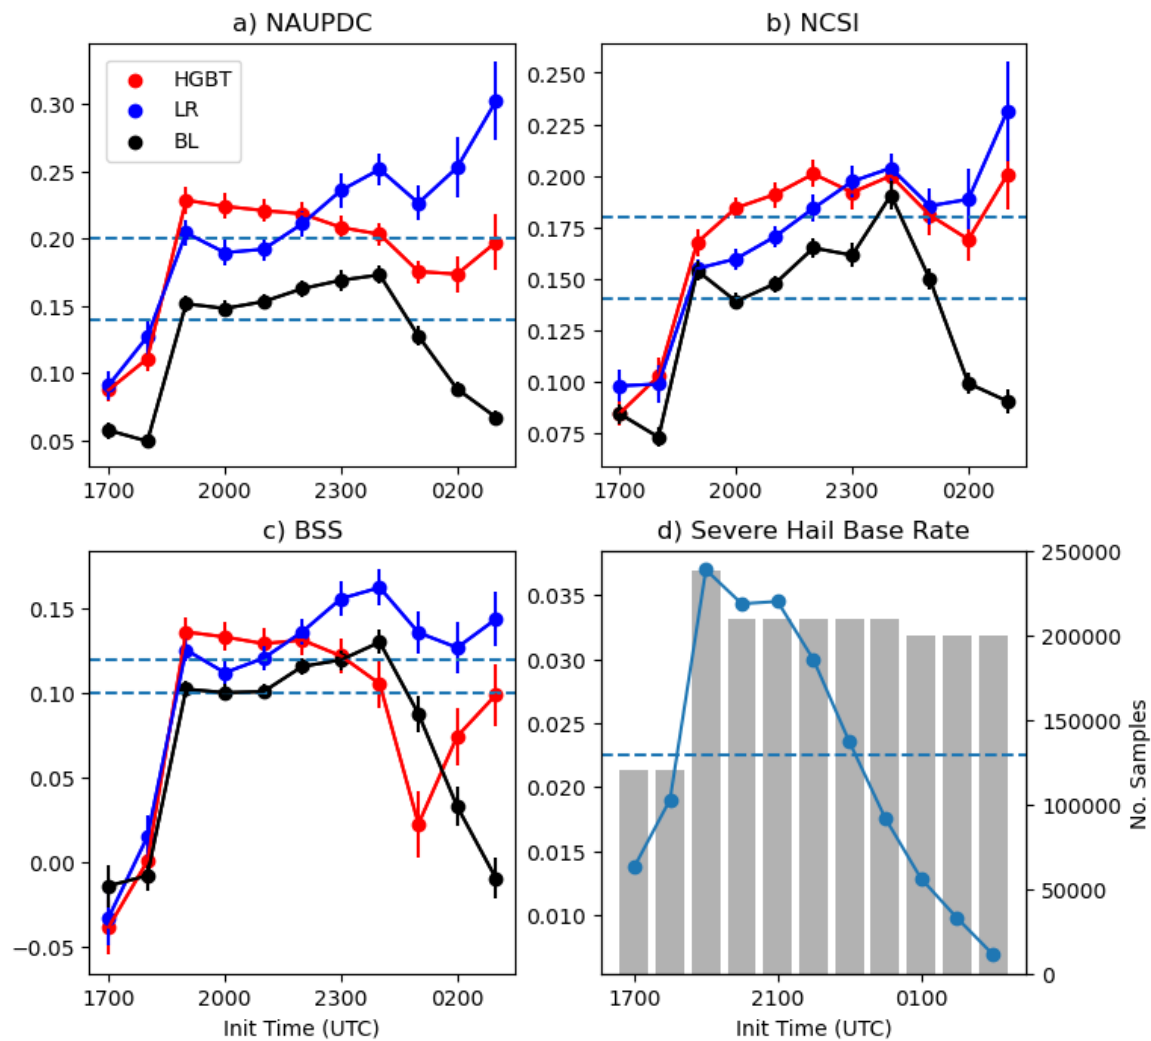 a) NAUPDC
b) NCSI
HGBT
LR
BL
0.30
0.25
0.20
0.15
0.10
0.05
1700 2000 2300 0200
0.250
0.225
0.200
0.175
0.150
0.125
0.100
0.075
1700 2000 2300 0200
c) BSS
d) Severe Hail Base Rate
0.15
0.10
0.05
0.00
−0.05
1700 2000 2300 0200
Init Time (UTC)
0.035
0.030
0.025
0.020
0.015
0.010
1700 2100 0100
Init Time (UTC)
250000
200000
150000
100000
50000
0
No. Samples